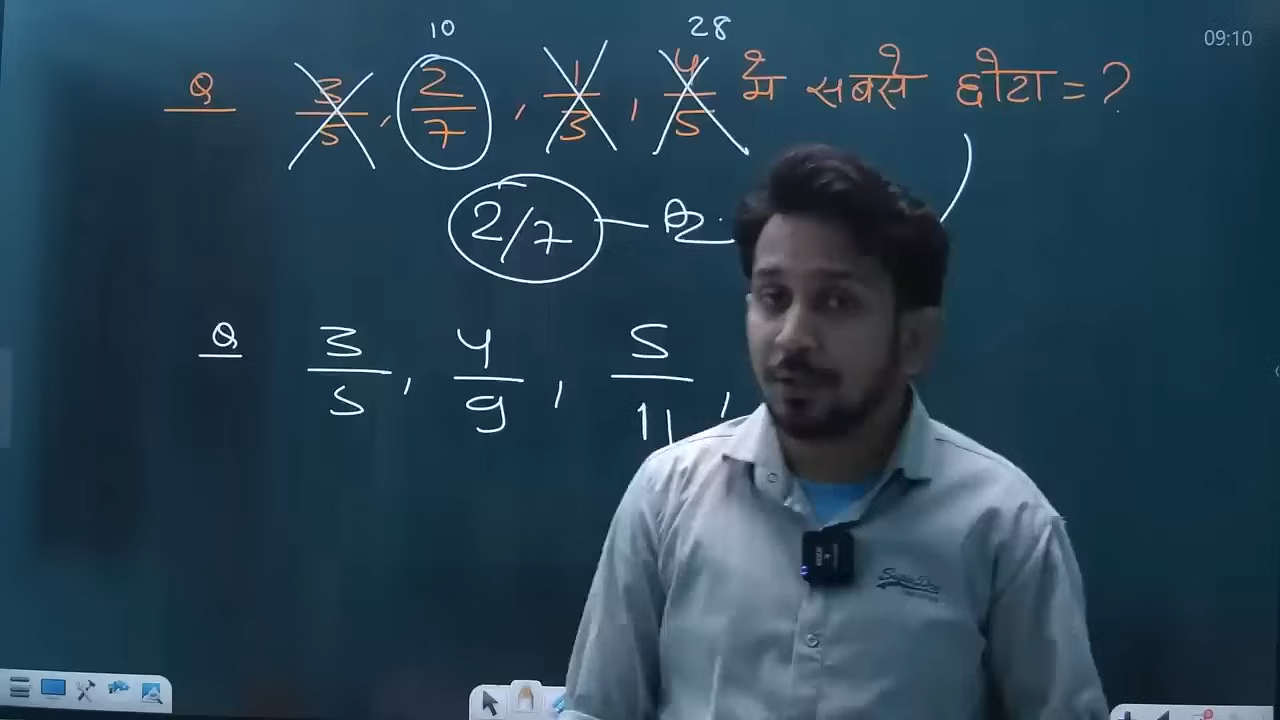 10 28
09:10
Q 3/5, 2/7, 1/3, 4/5 में सबसे छोटा = ?
2/7
Q 3/5, 4/9, 5/11,